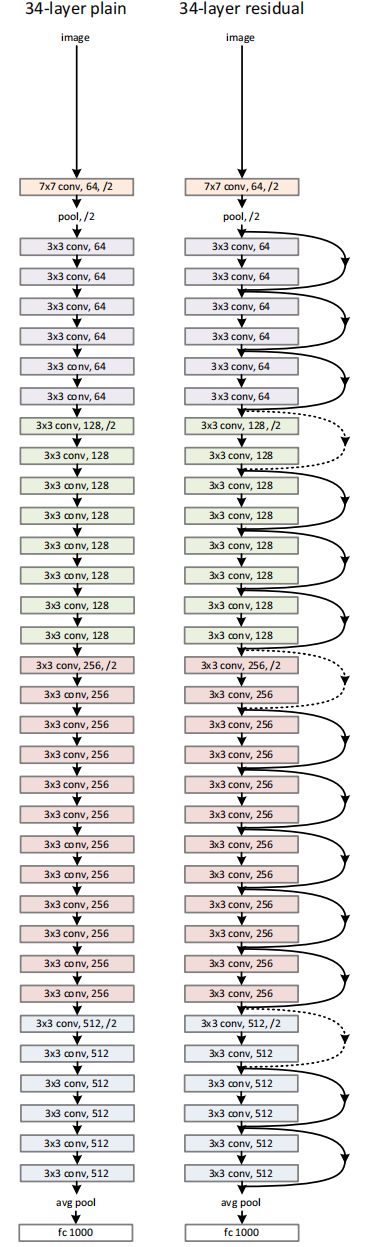 34-layer plain
image
7x7 conv, 64, /2
pool, /2
3x3 conv, 64
3x3 conv, 64
3x3 conv, 64
3x3 conv, 64
3x3 conv, 64
3x3 conv, 64
3x3 conv, 128, /2
3x3 conv, 128
3x3 conv, 128
3x3 conv, 128
3x3 conv, 128
3x3 conv, 128
3x3 conv, 128
3x3 conv, 128
3x3 conv, 256, /2
3x3 conv, 256
3x3 conv, 256
3x3 conv, 256
3x3 conv, 256
3x3 conv, 256
3x3 conv, 256
3x3 conv, 256
3x3 conv, 256
3x3 conv, 256
3x3 conv, 256
3x3 conv, 256
3x3 conv, 512, /2
3x3 conv, 512
3x3 conv, 512
3x3 conv, 512
3x3 conv, 512
3x3 conv, 512
avg pool
fc 1000
34-layer residual
image
7x7 conv, 64, /2
pool, /2
3x3 conv, 64
3x3 conv, 64
3x3 conv, 64
3x3 conv, 64
3x3 conv, 64
3x3 conv, 64
3x3 conv, 128, /2
3x3 conv, 128
3x3 conv, 128
3x3 conv, 128
3x3 conv, 128
3x3 conv, 128
3x3 conv, 128
3x3 conv, 128
3x3 conv, 256, /2
3x3 conv, 256
3x3 conv, 256
3x3 conv, 256
3x3 conv, 256
3x3 conv, 256
3x3 conv, 256
3x3 conv, 256
3x3 conv, 256
3x3 conv, 256
3x3 conv, 256
3x3 conv, 256
3x3 conv, 512, /2
3x3 conv, 512
3x3 conv, 512
3x3 conv, 512
3x3 conv, 512
3x3 conv, 512
avg pool
fc 1000